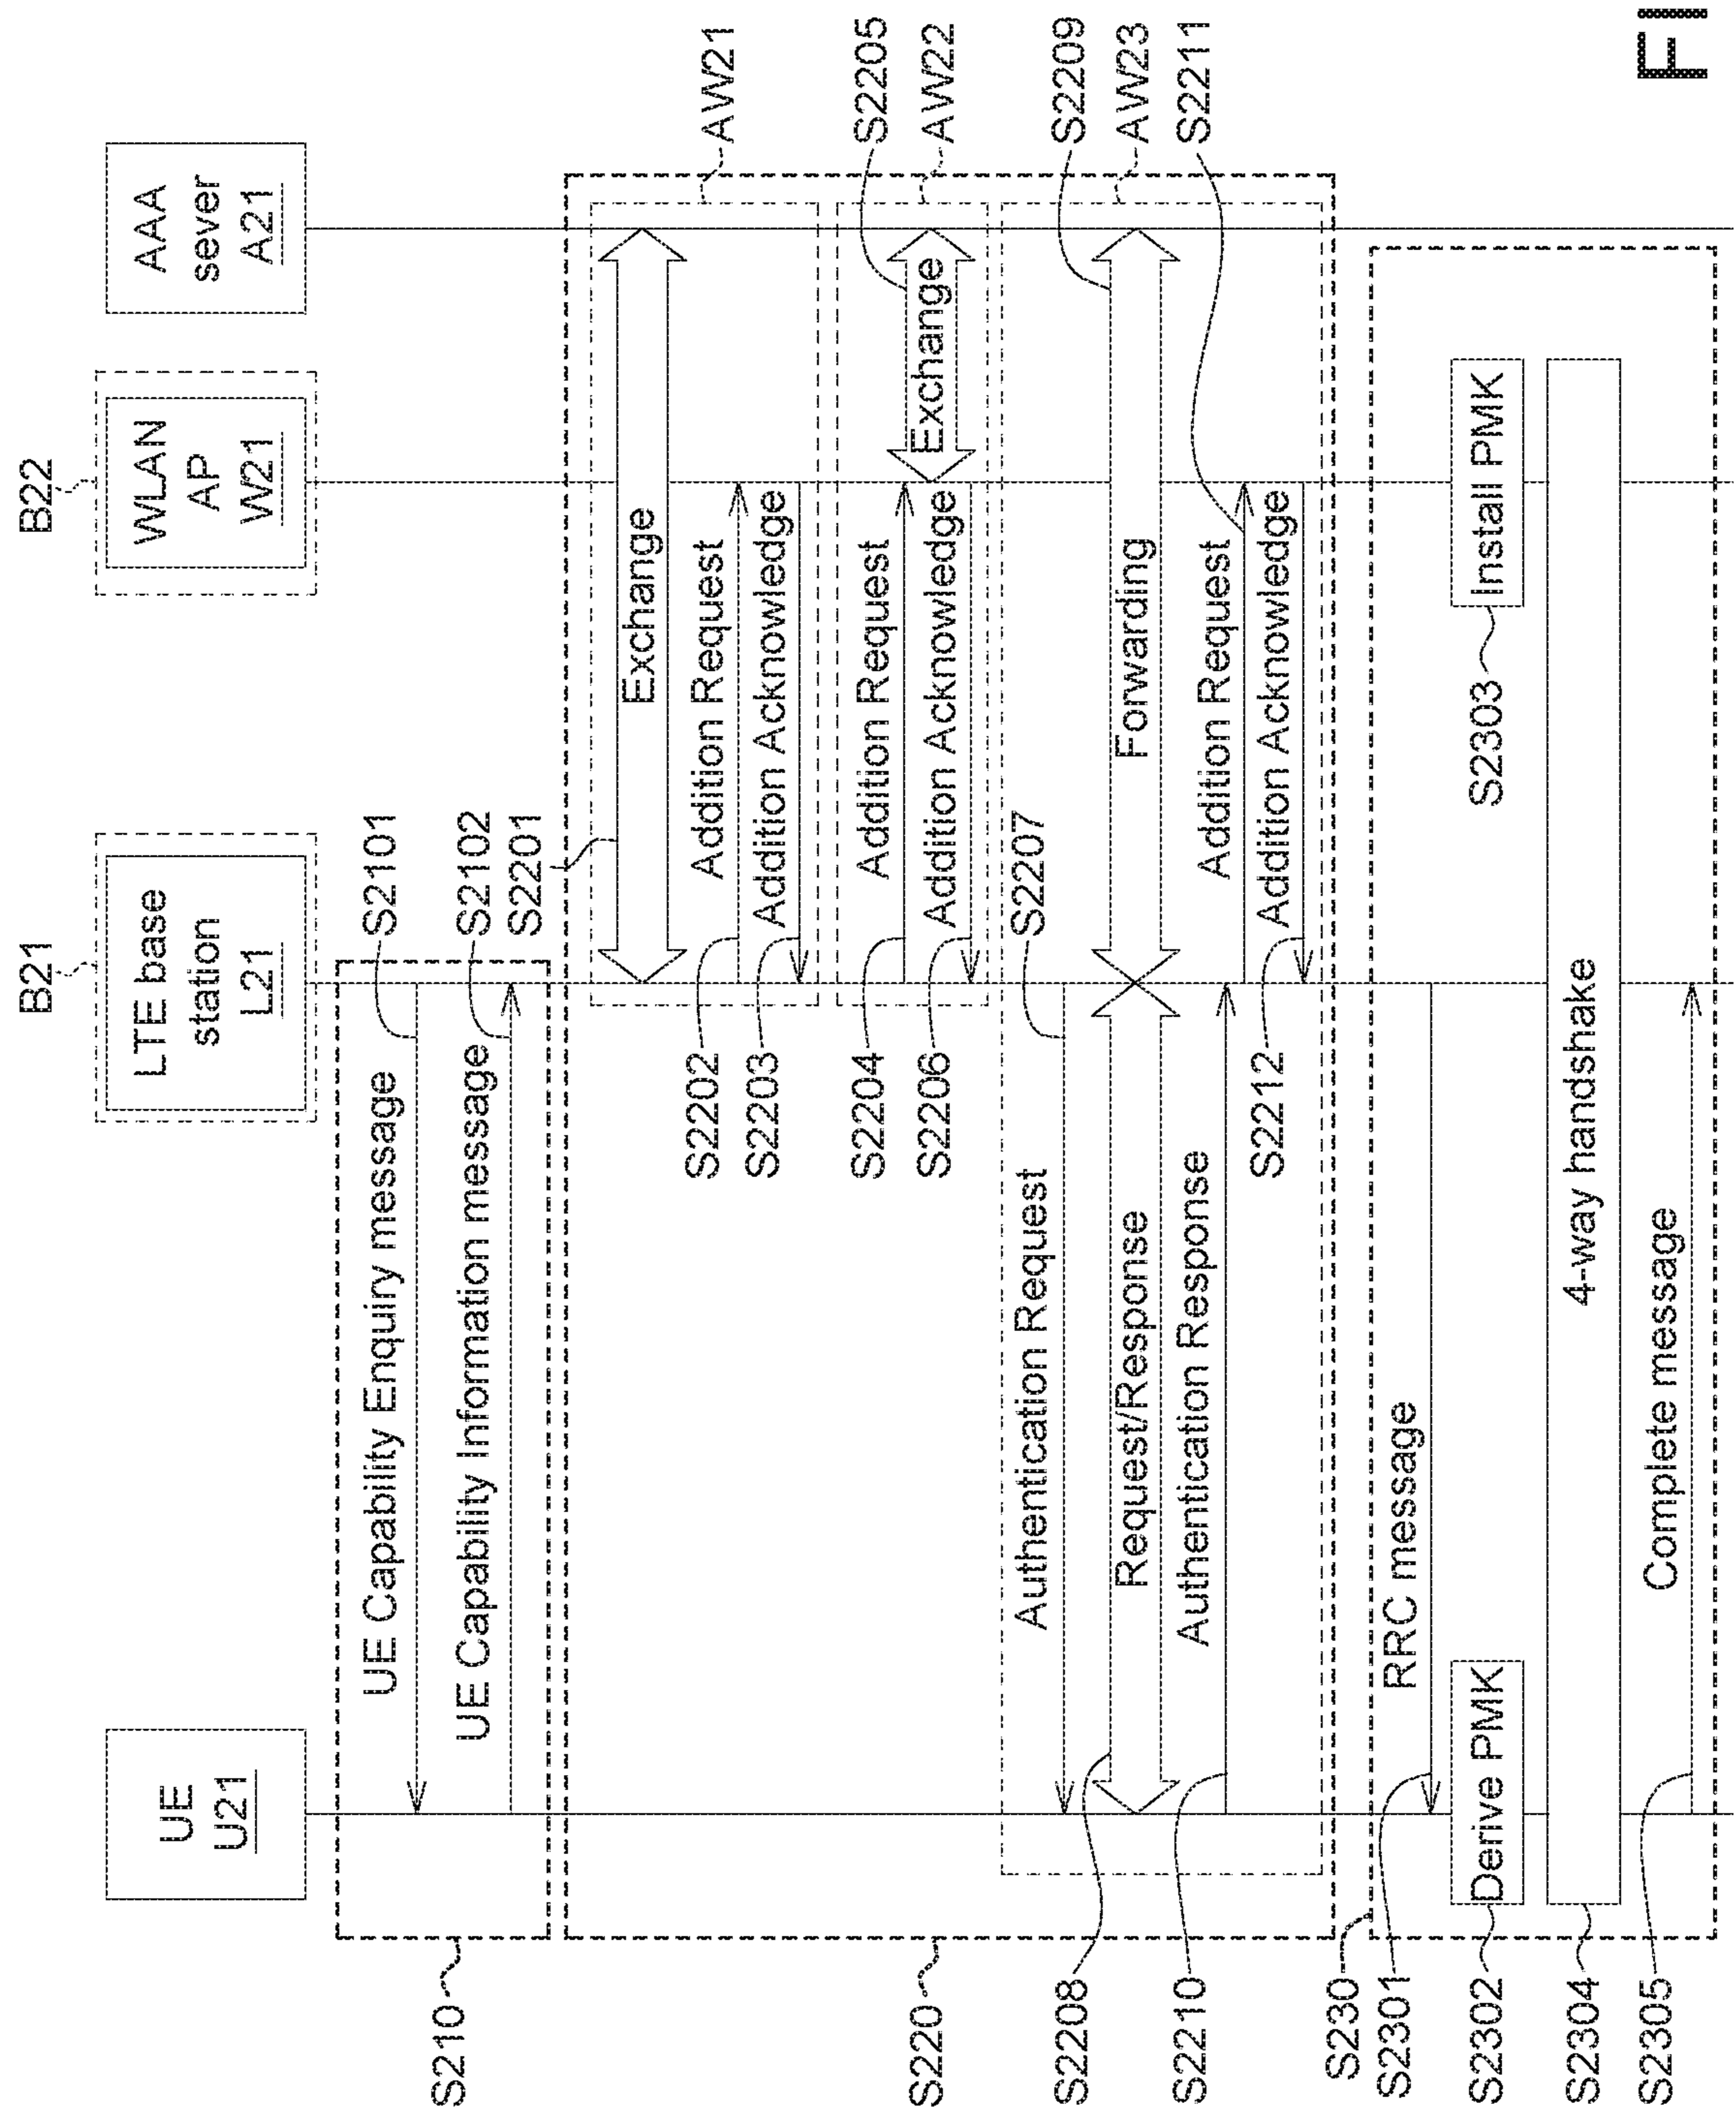 B21
B22
UE
U21
LTE base
station
L21
WLAN
AP
W21
AAA
sever
A21
S210
UE Capability Enquiry message
S2101
UE Capability Information message
S2102
S2201
S220
Exchange
AW21
Addition Request
S2202
Addition Acknowledge
S2203
Addition Request
S2204
S2205
Exchange
AW22
Addition Acknowledge
S2206
S2207
Authentication Request
S2208
Request/Response
Forwarding
S2209
AW23
Authentication Response
S2210
Addition Request
S2211
Addition Acknowledge
S2212
S230
RRC message
S2301
Derive PMK
S2302
Install PMK
S2303
4-way handshake
S2304
Complete message
S2305
FI